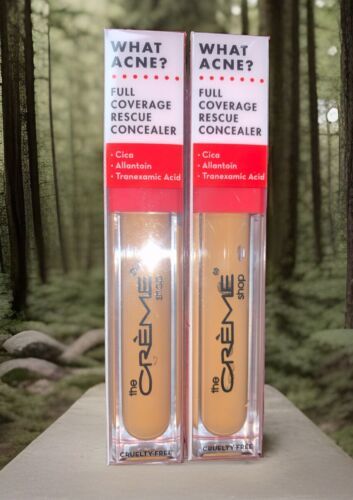 WHAT
ACNE?
FULL
COVERAGE
RESCUE
CONCEALER
· Cica
· Allantoin
· Tranexamic Acid
the
CRÈME
shop
CRUELTY-FREE
WHAT
ACNE?
FULL
COVERAGE
RESCUE
CONCEALER
· Cica
· Allantoin
· Tranexamic Acid
the
CRÈME
shop
CRUELTY-FREE